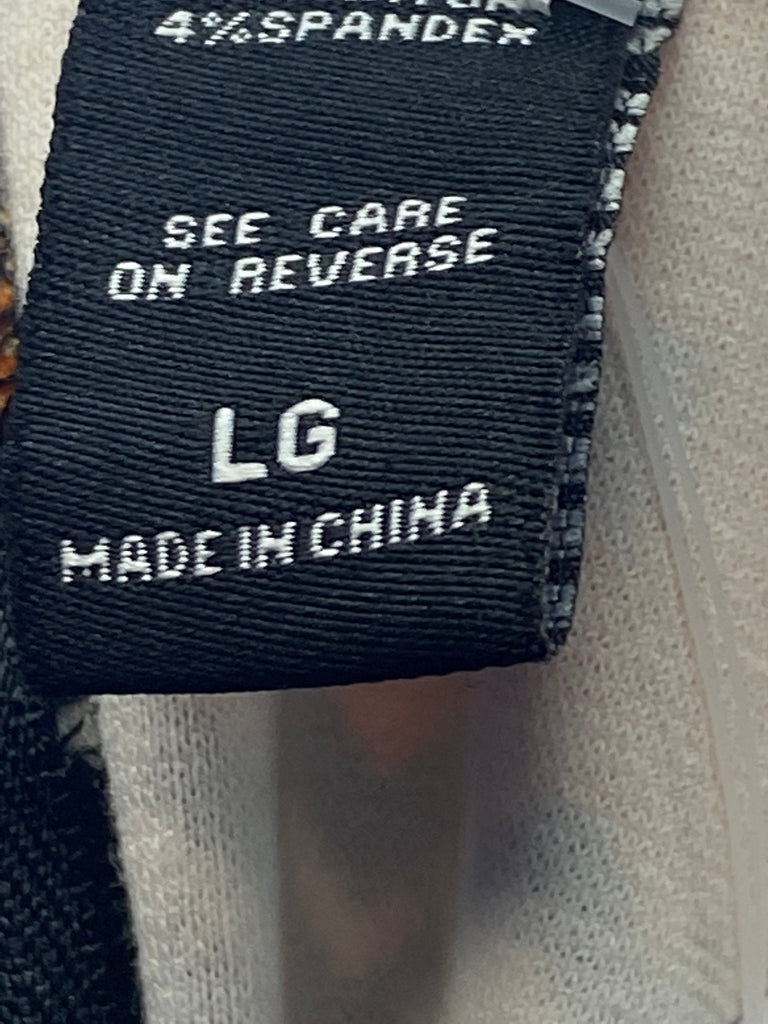 4%SPANDEX
SEE CARE
ON REVERSE
LG
MADE IN CHINA